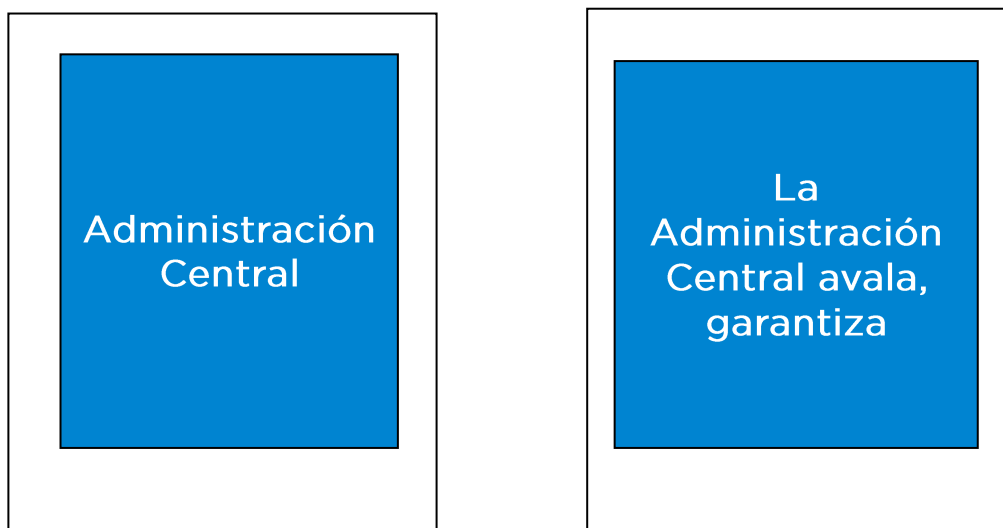 Administración
Central
La
Administración
Central avala,
garantiza